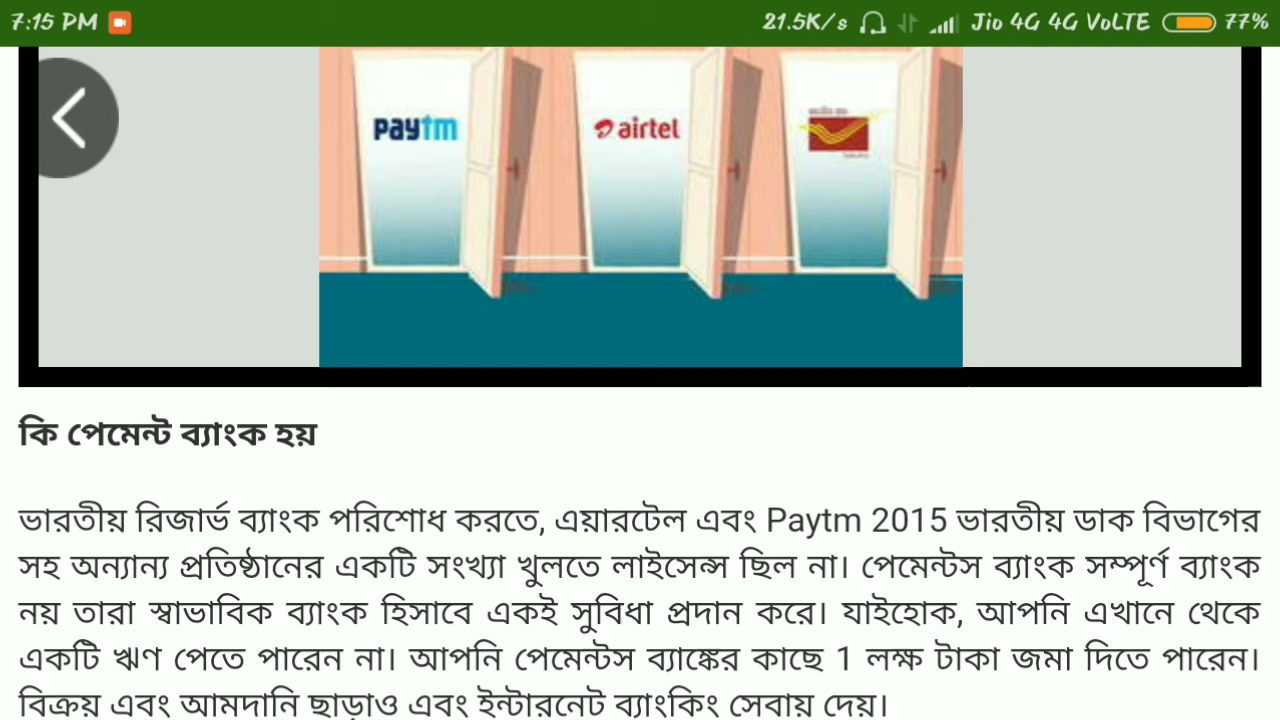 7:15 PM 21.5K/s Jio 4G 4G VoLTE 77%
paytm airtel
কি পেমেন্ট ব্যাংক হয়
ভারতীয় রিজার্ভ ব্যাংক পরিশোধ করতে, এয়ারটেল এবং Paytm 2015 ভারতীয় ডাক বিভাগের
সহ অন্যান্য প্রতিষ্ঠানের একটি সংখ্যা খুলতে লাইসেন্স ছিল না। পেমেন্টস ব্যাংক সম্পূর্ণ ব্যাংক
নয় তারা স্বাভাবিক ব্যাংক হিসাবে একই সুবিধা প্রদান করে। যাইহোক, আপনি এখানে থেকে
একটি ঋণ পেতে পারেন না। আপনি পেমেন্টস ব্যাঙ্কের কাছে 1 লক্ষ টাকা জমা দিতে পারেন।
বিক্রয় এবং আমদানি ছাড়াও এবং ইন্টারনেট ব্যাংকিং সেবায় দেয়।